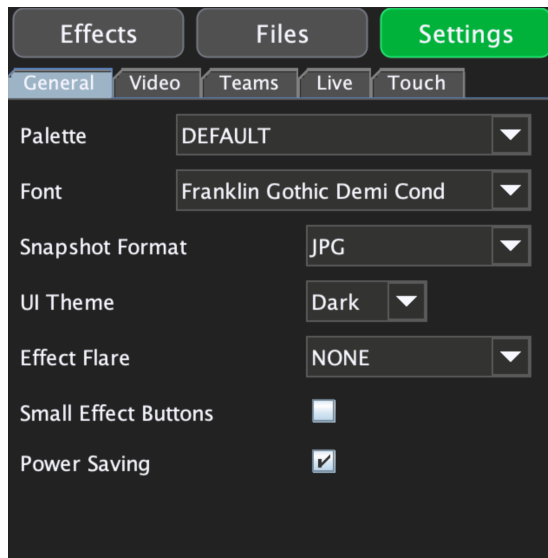 Effects Files Settings
General Video Teams Live Touch
Palette DEFAULT
Font Franklin Gothic Demi Cond
Snapshot Format JPG
UI Theme Dark
Effect Flare NONE
Small Effect Buttons
Power Saving